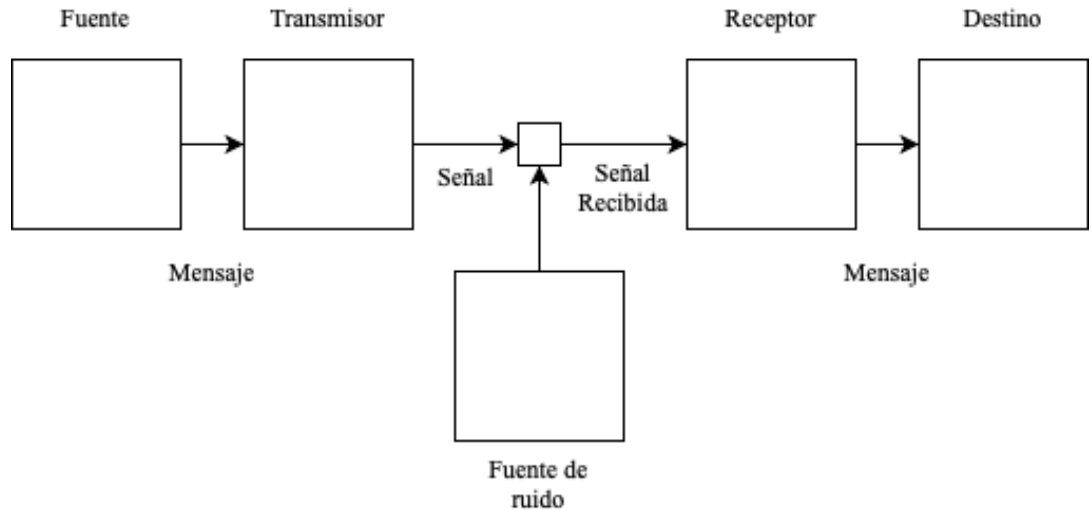 Fuente
Transmisor
Receptor
Destino
Señal
Señal
Recibida
Mensaje
Mensaje
Fuente de
ruido